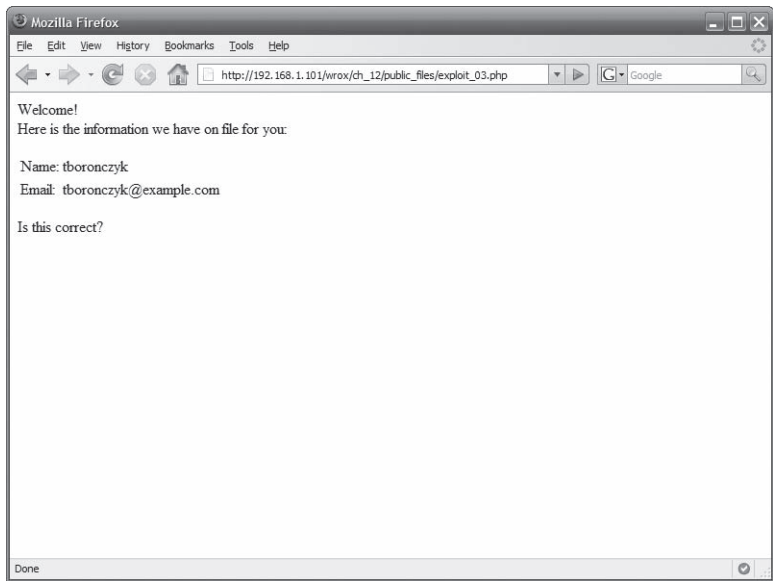 Mozilla Firefox
File Edit View History Bookmarks Tools Help
http://192.168.1.101/wrox/ch_12/public_files/exploit_03.php G Google
Welcome!
Here is the information we have on file for you:
Name: tboronczyk
Email: tboronczyk@example.com
Is this correct?
Done